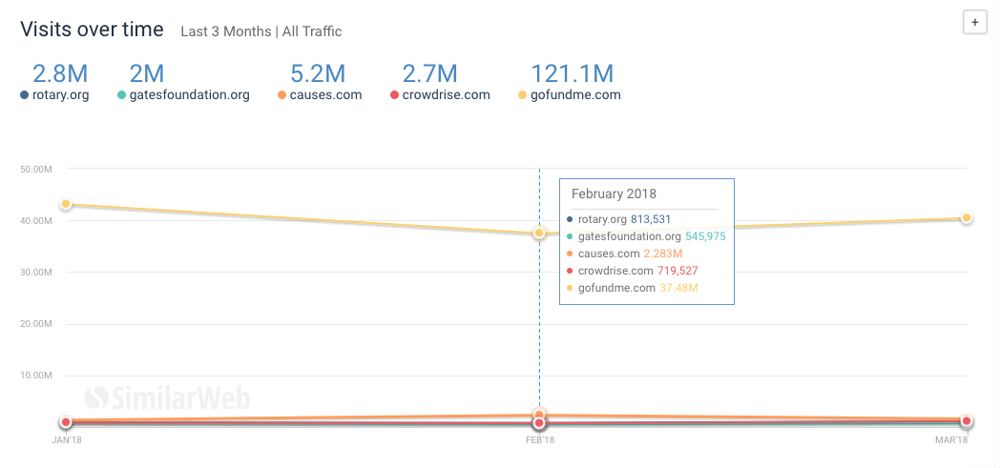 Visits over time Last 3 Months | All Traffic +
2.8M 2M 5.2M 2.7M 121.1M
rotary.org gatesfoundation.org causes.com crowdrise.com gofundme.com
50.00M
40.00M
30.00M
20.00M
10.00M
February 2018
rotary.org 813,531
gatesfoundation.org 545,975
causes.com 2.283M
crowdrise.com 719,527
gofundme.com 37.48M
SimilarWeb
JAN'18 FEB'18 MAR'18